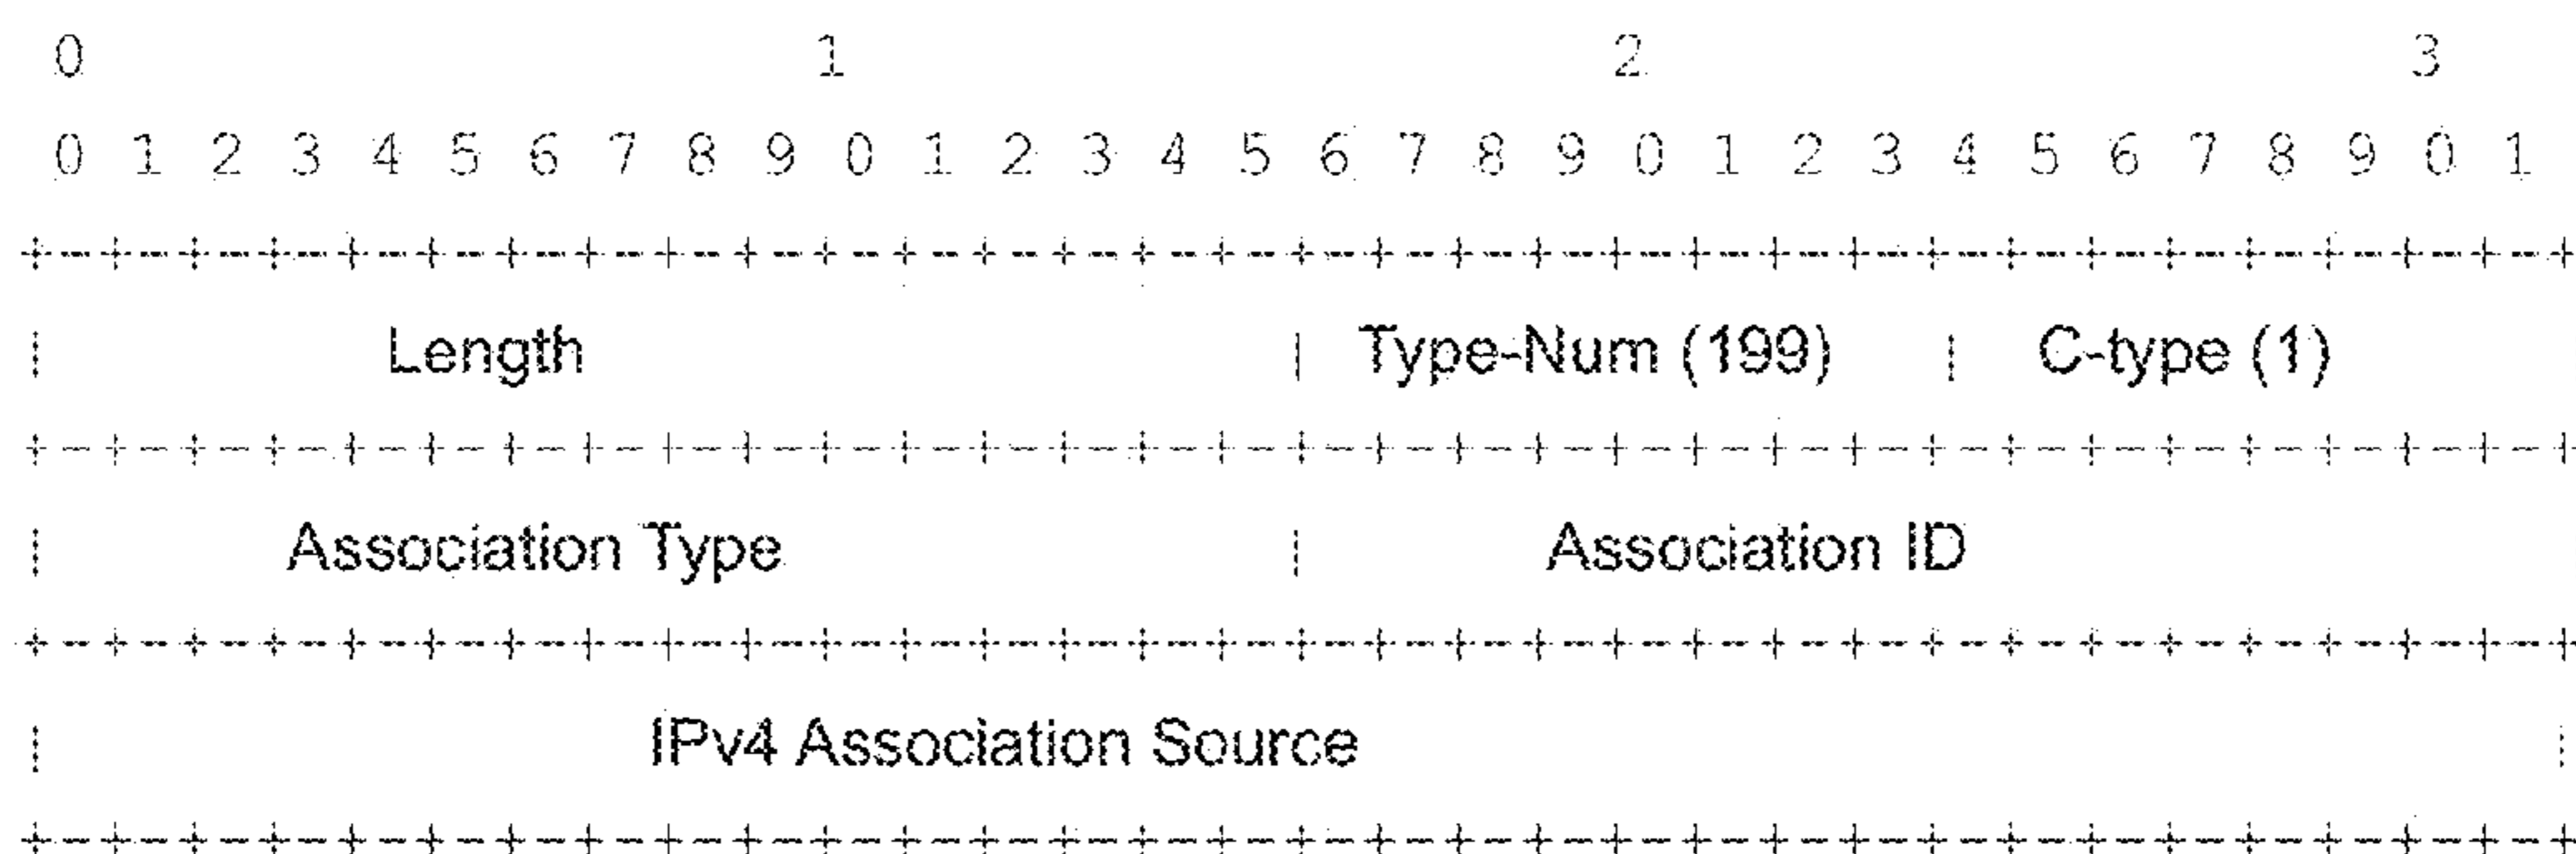 0 1 2 3
0 1 2 3 4 5 6 7 8 9 0 1 2 3 4 5 6 7 8 9 0 1 2 3 4 5 6 7 8 9 0 1
+-+-+-+-+-+-+-+-+-+-+-+-+-+-+-+-+-+-+-+-+-+-+-+-+-+-+-+-+-+-+-+-+
| Length | Type-Num (199) | C-type (1)
+-+-+-+-+-+-+-+-+-+-+-+-+-+-+-+-+-+-+-+-+-+-+-+-+-+-+-+-+-+-+-+-+
| Association Type | Association ID
+-+-+-+-+-+-+-+-+-+-+-+-+-+-+-+-+-+-+-+-+-+-+-+-+-+-+-+-+-+-+-+-+
| IPv4 Association Source |
+-+-+-+-+-+-+-+-+-+-+-+-+-+-+-+-+-+-+-+-+-+-+-+-+-+-+-+-+-+-+-+-+